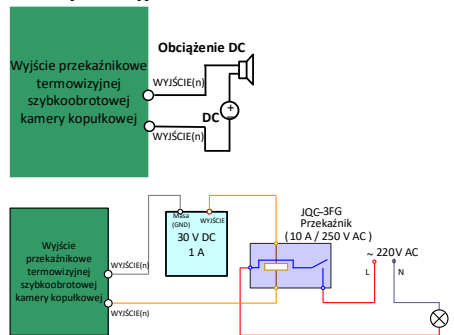 Obciążenie DC
Wyjście przekaźnikowe
termowizyjnej
szybkoobrotowej
kamery kopułkowej
WYJŚCIE(n)
DC
WYJŚCIE(n)
JQC-3FG
Przekaźnik
(10 A / 250 V AC)
Masa
(GND)
WYJŚCIE
30 V DC
1 A
~ 220V AC
L
N
Wyjście
przekaźnikowe
termowizyjnej
szybkoobrotowej
kamery kopułkowej
WYJŚCIE(n)
WYJŚCIE(n)